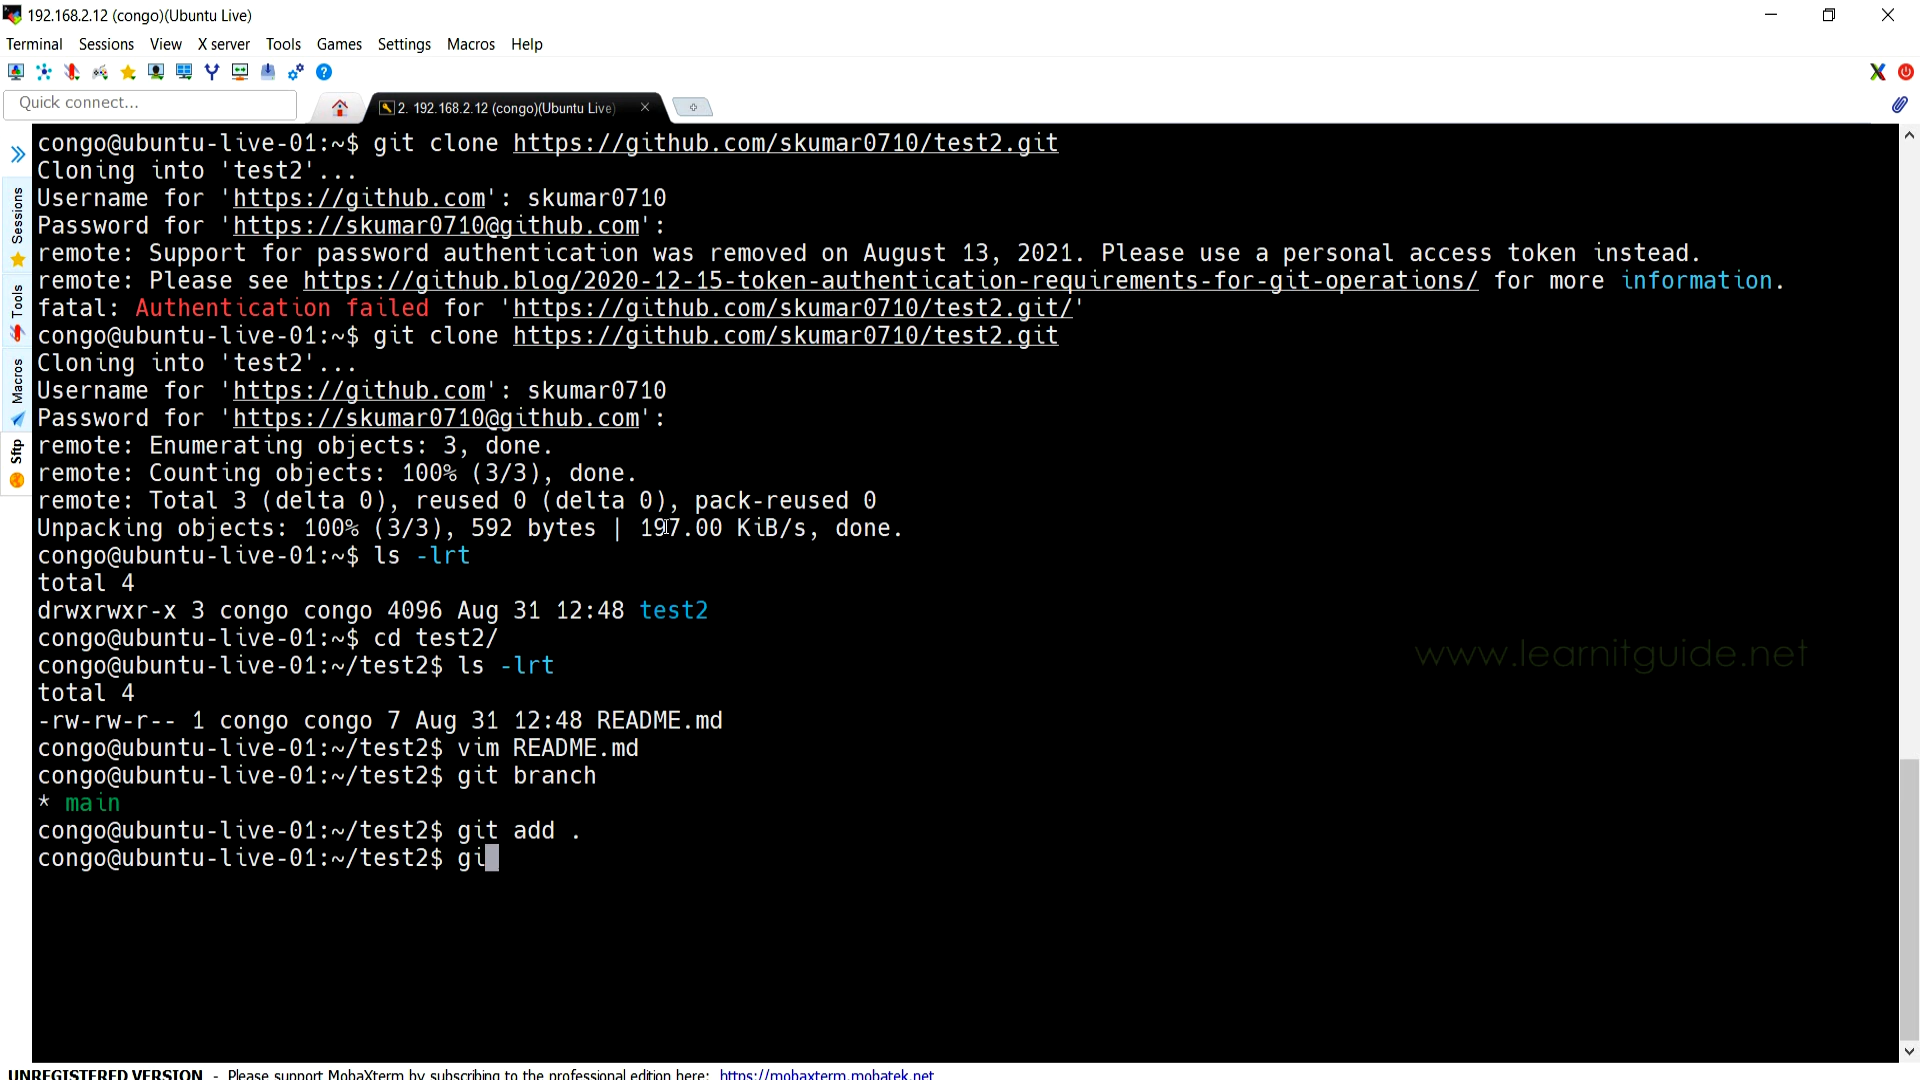 192.168.2.12 (congo)(Ubuntu Live)
Terminal Sessions View X server Tools Games Settings Macros Help
Quick connect...
2. 192.168.2.12 (congo)(Ubuntu Live)
Sessions
Tools
Macros
Sftp
congo@ubuntu-live-01:~$ git clone https://github.com/skumar0710/test2.git
Cloning into 'test2'...
Username for 'https://github.com': skumar0710
Password for 'https://skumar0710@github.com':
remote: Support for password authentication was removed on August 13, 2021. Please use a personal access token instead.
remote: Please see https://github.blog/2020-12-15-token-authentication-requirements-for-git-operations/ for more information.
fatal: Authentication failed for 'https://github.com/skumar0710/test2.git/'
congo@ubuntu-live-01:~$ git clone https://github.com/skumar0710/test2.git
Cloning into 'test2'...
Username for 'https://github.com': skumar0710
Password for 'https://skumar0710@github.com':
remote: Enumerating objects: 3, done.
remote: Counting objects: 100% (3/3), done.
remote: Total 3 (delta 0), reused 0 (delta 0), pack-reused 0
Unpacking objects: 100% (3/3), 592 bytes | 197.00 KiB/s, done.
congo@ubuntu-live-01:~$ ls -lrt
total 4
drwxrwxr-x 3 congo congo 4096 Aug 31 12:48 test2
congo@ubuntu-live-01:~$ cd test2/
congo@ubuntu-live-01:~/test2$ ls -lrt
total 4
-rw-rw-r-- 1 congo congo 7 Aug 31 12:48 README.md
congo@ubuntu-live-01:~/test2$ vim README.md
congo@ubuntu-live-01:~/test2$ git branch
* main
congo@ubuntu-live-01:~/test2$ git add .
congo@ubuntu-live-01:~/test2$ gi
www.learnitguide.net
UNREGISTERED VERSION - Please support MobaXterm by subscribing to the professional edition here: https://mobaxterm.mobatek.net